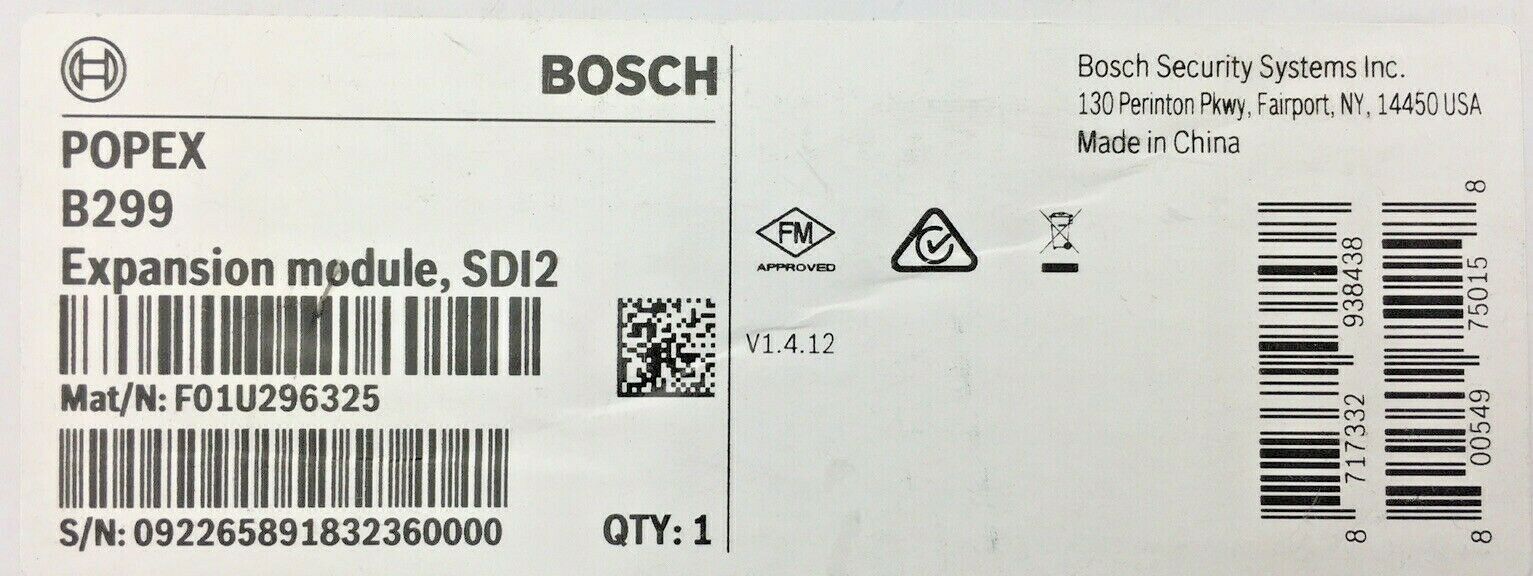 BOSCH
POPEX
B299
Expansion module, SDI2
Mat/N: F01U296325
S/N: 092265891832360000
QTY: 1
Bosch Security Systems Inc.
130 Perinton Pkwy, Fairport, NY, 14450 USA
Made in China
FM
APPROVED
V1.4.12
8 717332 938438
8 00549 75015 8